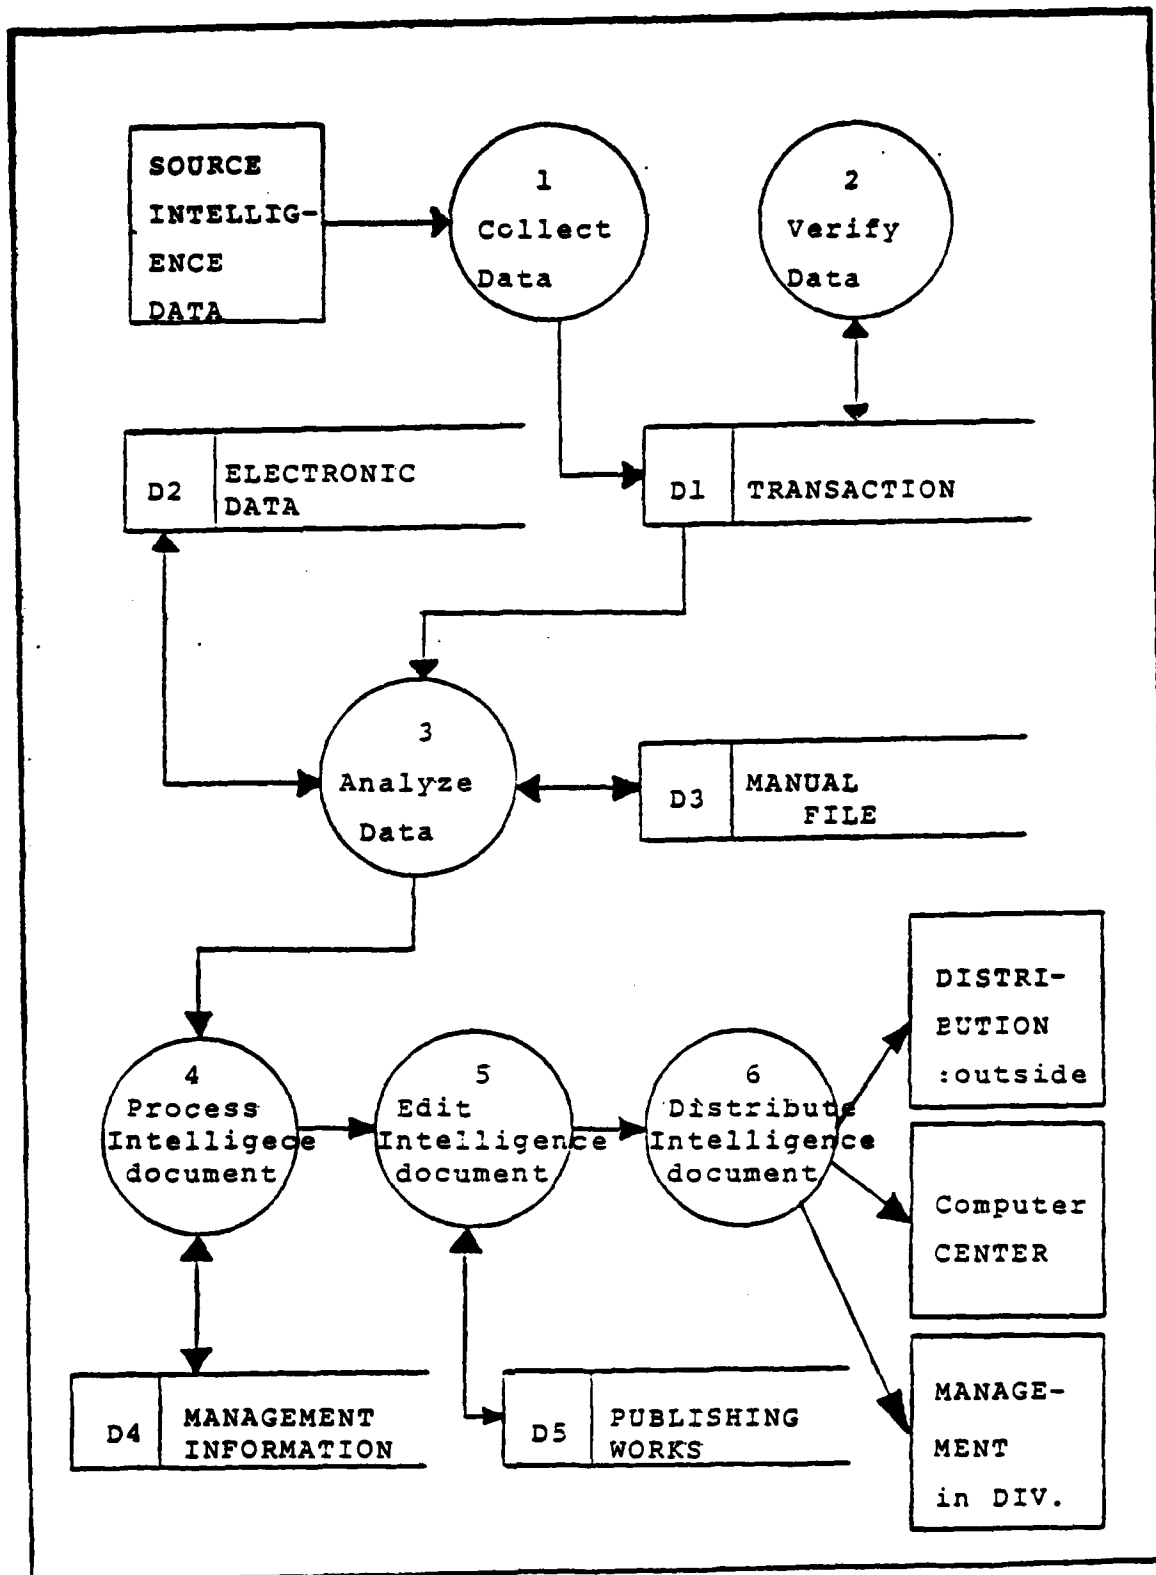 SOURCE
INTELLIG-
ENCE
DATA
1
Collect
Data
2
Verify
Data
D2
ELECTRONIC
DATA
D1
TRANSACTION
3
Analyze
Data
D3
MANUAL
FILE
DISTRI-
BUTION
:outside
4
Process
Intelligece
document
5
Edit
Intelligence
document
6
Distribute
Intelligence
document
Computer
CENTER
D4
MANAGEMENT
INFORMATION
D5
PUBLISHING
WORKS
MANAGE-
MENT
in DIV.